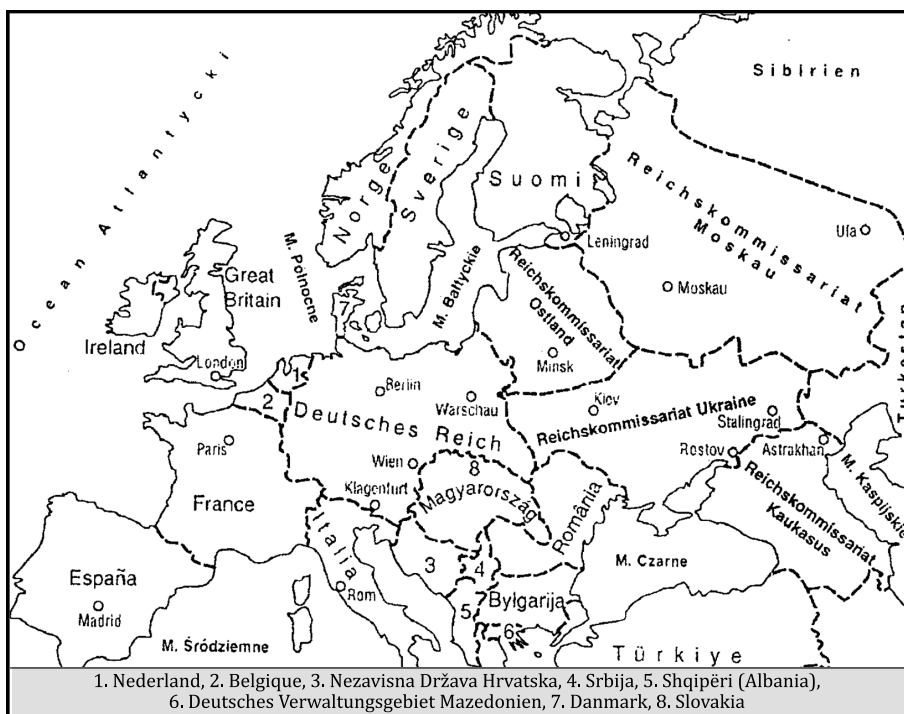 Sibirien
Ocean Atlantycki
Norge
Sverige
Suomi
Reichskommissariat
Moskau
Ufa
Leningrad
M. Północne
Great
Britain
7
M. Bałtyckie
Reichskommissariat
Ostland
Moskau
Ireland
Turkestan
London
1
Berlin
Minsk
2
Deutsches Reich
Warschau
Kiev
Reichskommissariat Ukraine
Stalingrad
Paris
Wien
8
Rostov
Astrakhan
M. Kaspijskie
Klagenfurt
Magyarország
România
Reichskommissariat
Kaukasus
France
Italia
3
4
M. Czarne
España
Rom
Madrid
5
Bylgarija
M. Śródziemne
6
Türkiye
1. Nederland, 2. Belgique, 3. Nezavisna Država Hrvatska, 4. Srbija, 5. Shqipëri (Albania),
6. Deutsches Verwaltungsgebiet Mazedonien, 7. Danmark, 8. Slovakia